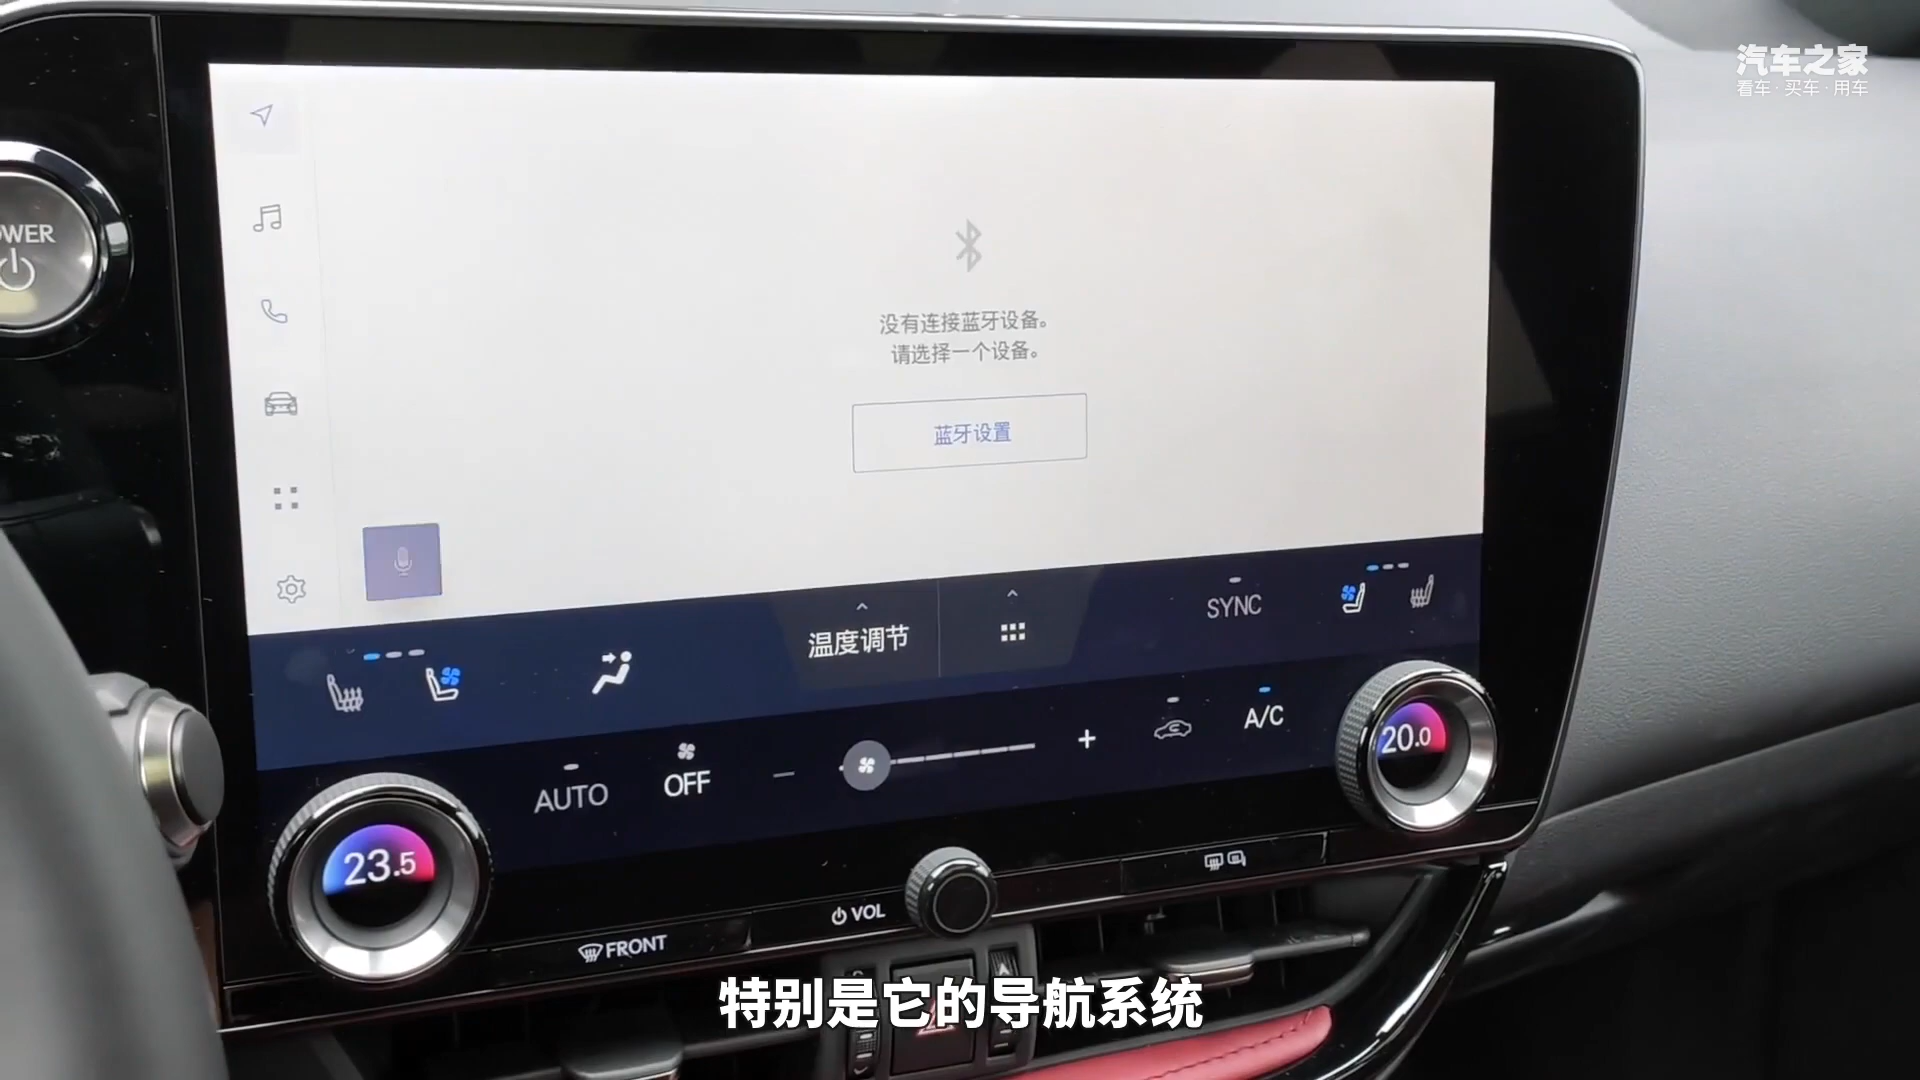 汽车之家
看车·买车·用车
POWER
没有连接蓝牙设备。
请选择一个设备。
蓝牙设置
温度调节
SYNC
AUTO
OFF
A/C
23.5
20.0
VOL
FRONT
特别是它的导航系统